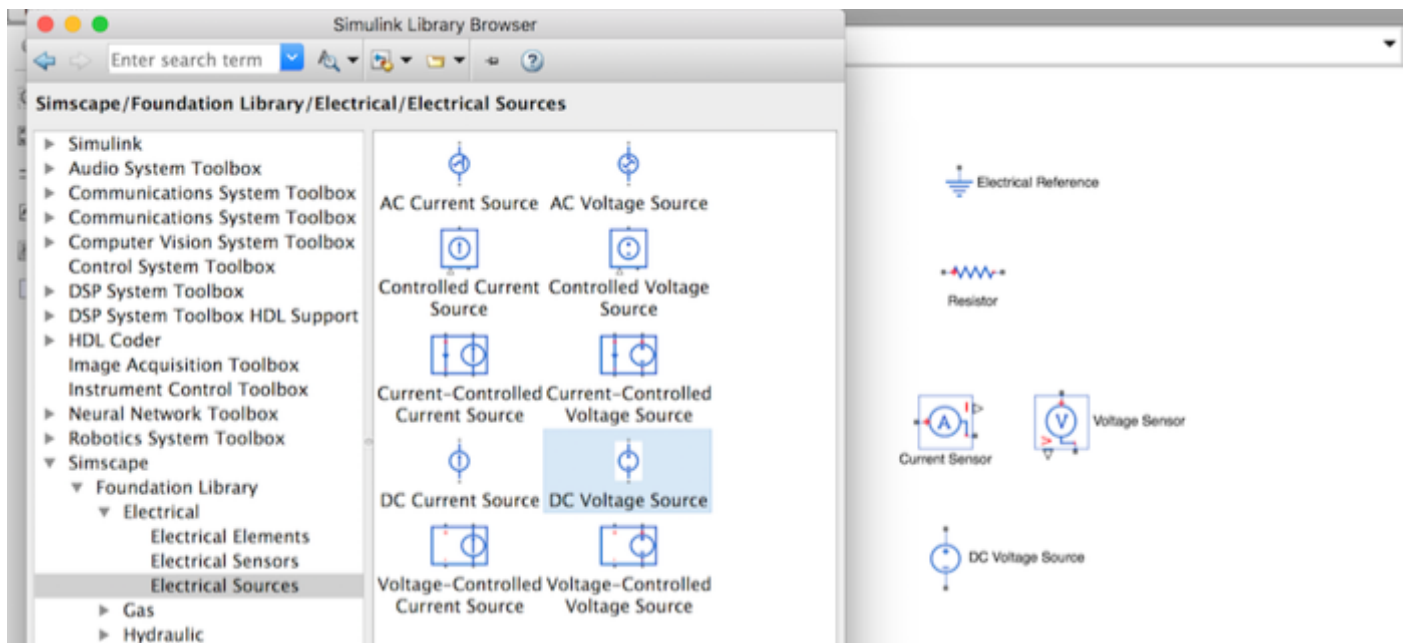 Simulink Library Browser
Enter search term
Simscape/Foundation Library/Electrical/Electrical Sources
Simulink
Audio System Toolbox
Communications System Toolbox
Communications System Toolbox
Computer Vision System Toolbox
Control System Toolbox
DSP System Toolbox
DSP System Toolbox HDL Support
HDL Coder
Image Acquisition Toolbox
Instrument Control Toolbox
Neural Network Toolbox
Robotics System Toolbox
Simscape
Foundation Library
Electrical
Electrical Elements
Electrical Sensors
Electrical Sources
Gas
Hydraulic
AC Current Source AC Voltage Source
Controlled Current Controlled Voltage
Source Source
Current-Controlled Current-Controlled
Current Source Voltage Source
DC Current Source DC Voltage Source
Voltage-Controlled Voltage-Controlled
Current Source Voltage Source
Electrical Reference
Resistor
A I
V V
Voltage Sensor
Current Sensor
DC Voltage Source